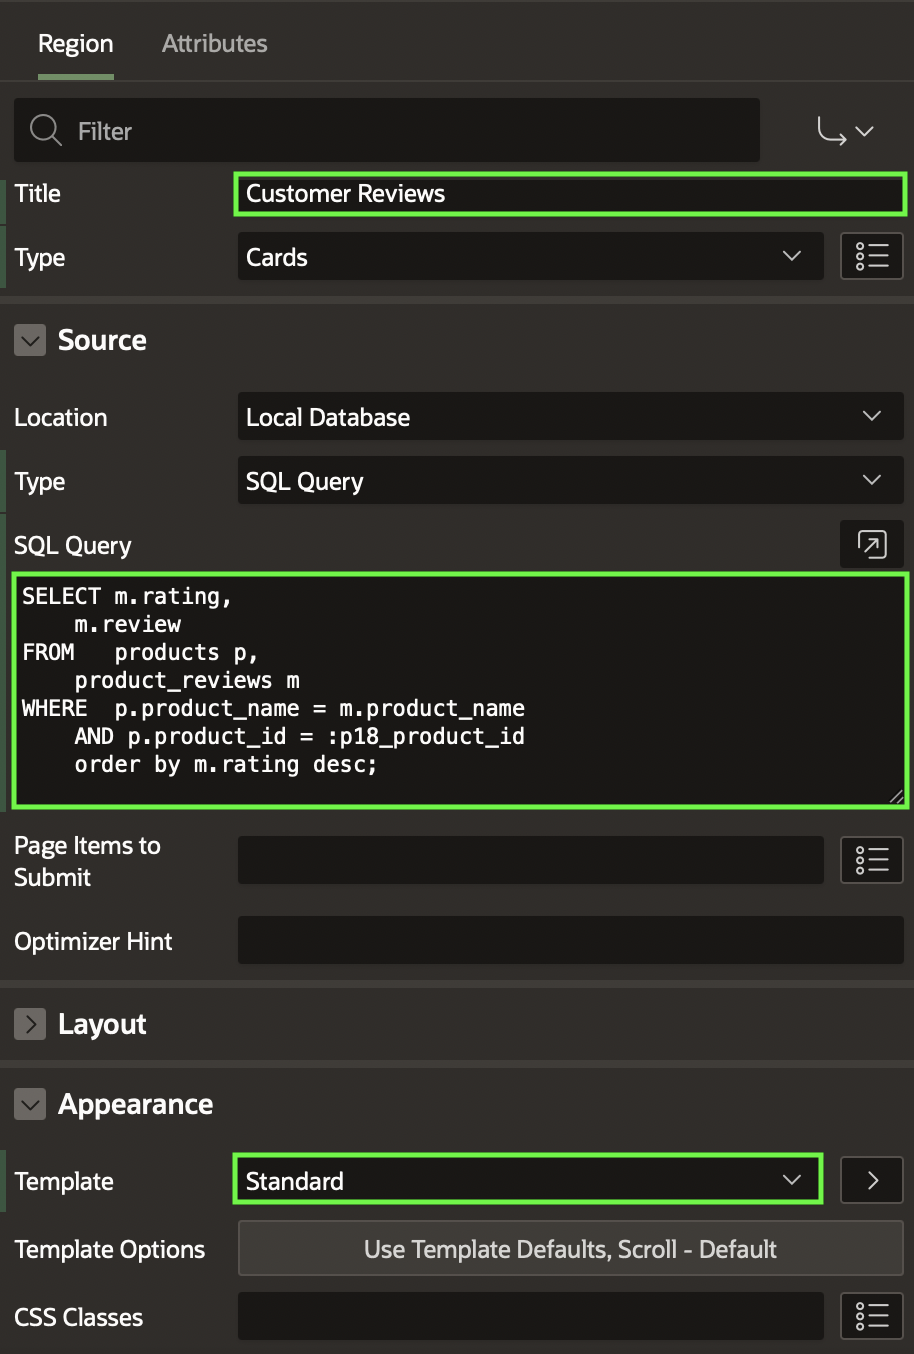 Region Attributes
Filter
Title Customer Reviews
Type Cards
Source
Location Local Database
Type SQL Query
SQL Query
SELECT m.rating,
    m.review
FROM   products p,
    product_reviews m
WHERE  p.product_name = m.product_name
    AND p.product_id = :p18_product_id
    order by m.rating desc;
Page Items to
Submit
Optimizer Hint
Layout
Appearance
Template Standard
Template Options Use Template Defaults, Scroll - Default
CSS Classes